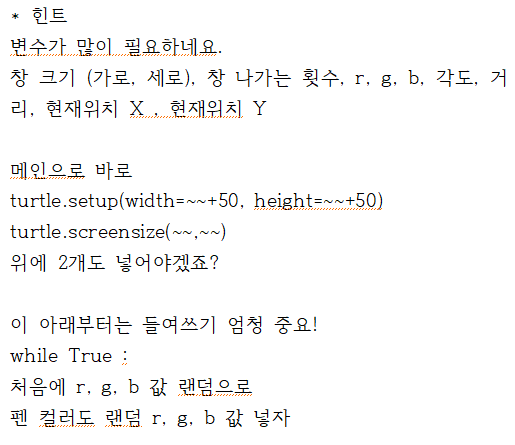 * 힌트
변수가 많이 필요하네요.
창 크기 (가로, 세로), 창 나가는 횟수, r, g, b, 각도, 거
리, 현재위치 X , 현재위치 Y
메인으로 바로
turtle.setup(width=~~+50, height=~~+50)
turtle.screensize(~~,~~)
위에 2개도 넣어야겠죠?
이 아래부터는 들여쓰기 엄청 중요!
while True :
처음에 r, g, b 값 랜덤으로
펜 컬러도 랜덤 r, g, b 값 넣자